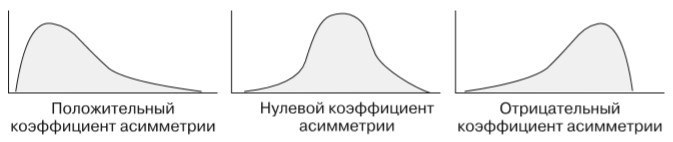 Положительный
коэффициент асимметрии
Нулевой коэффициент
асимметрии
Отрицательный
коэффициент асимметрии